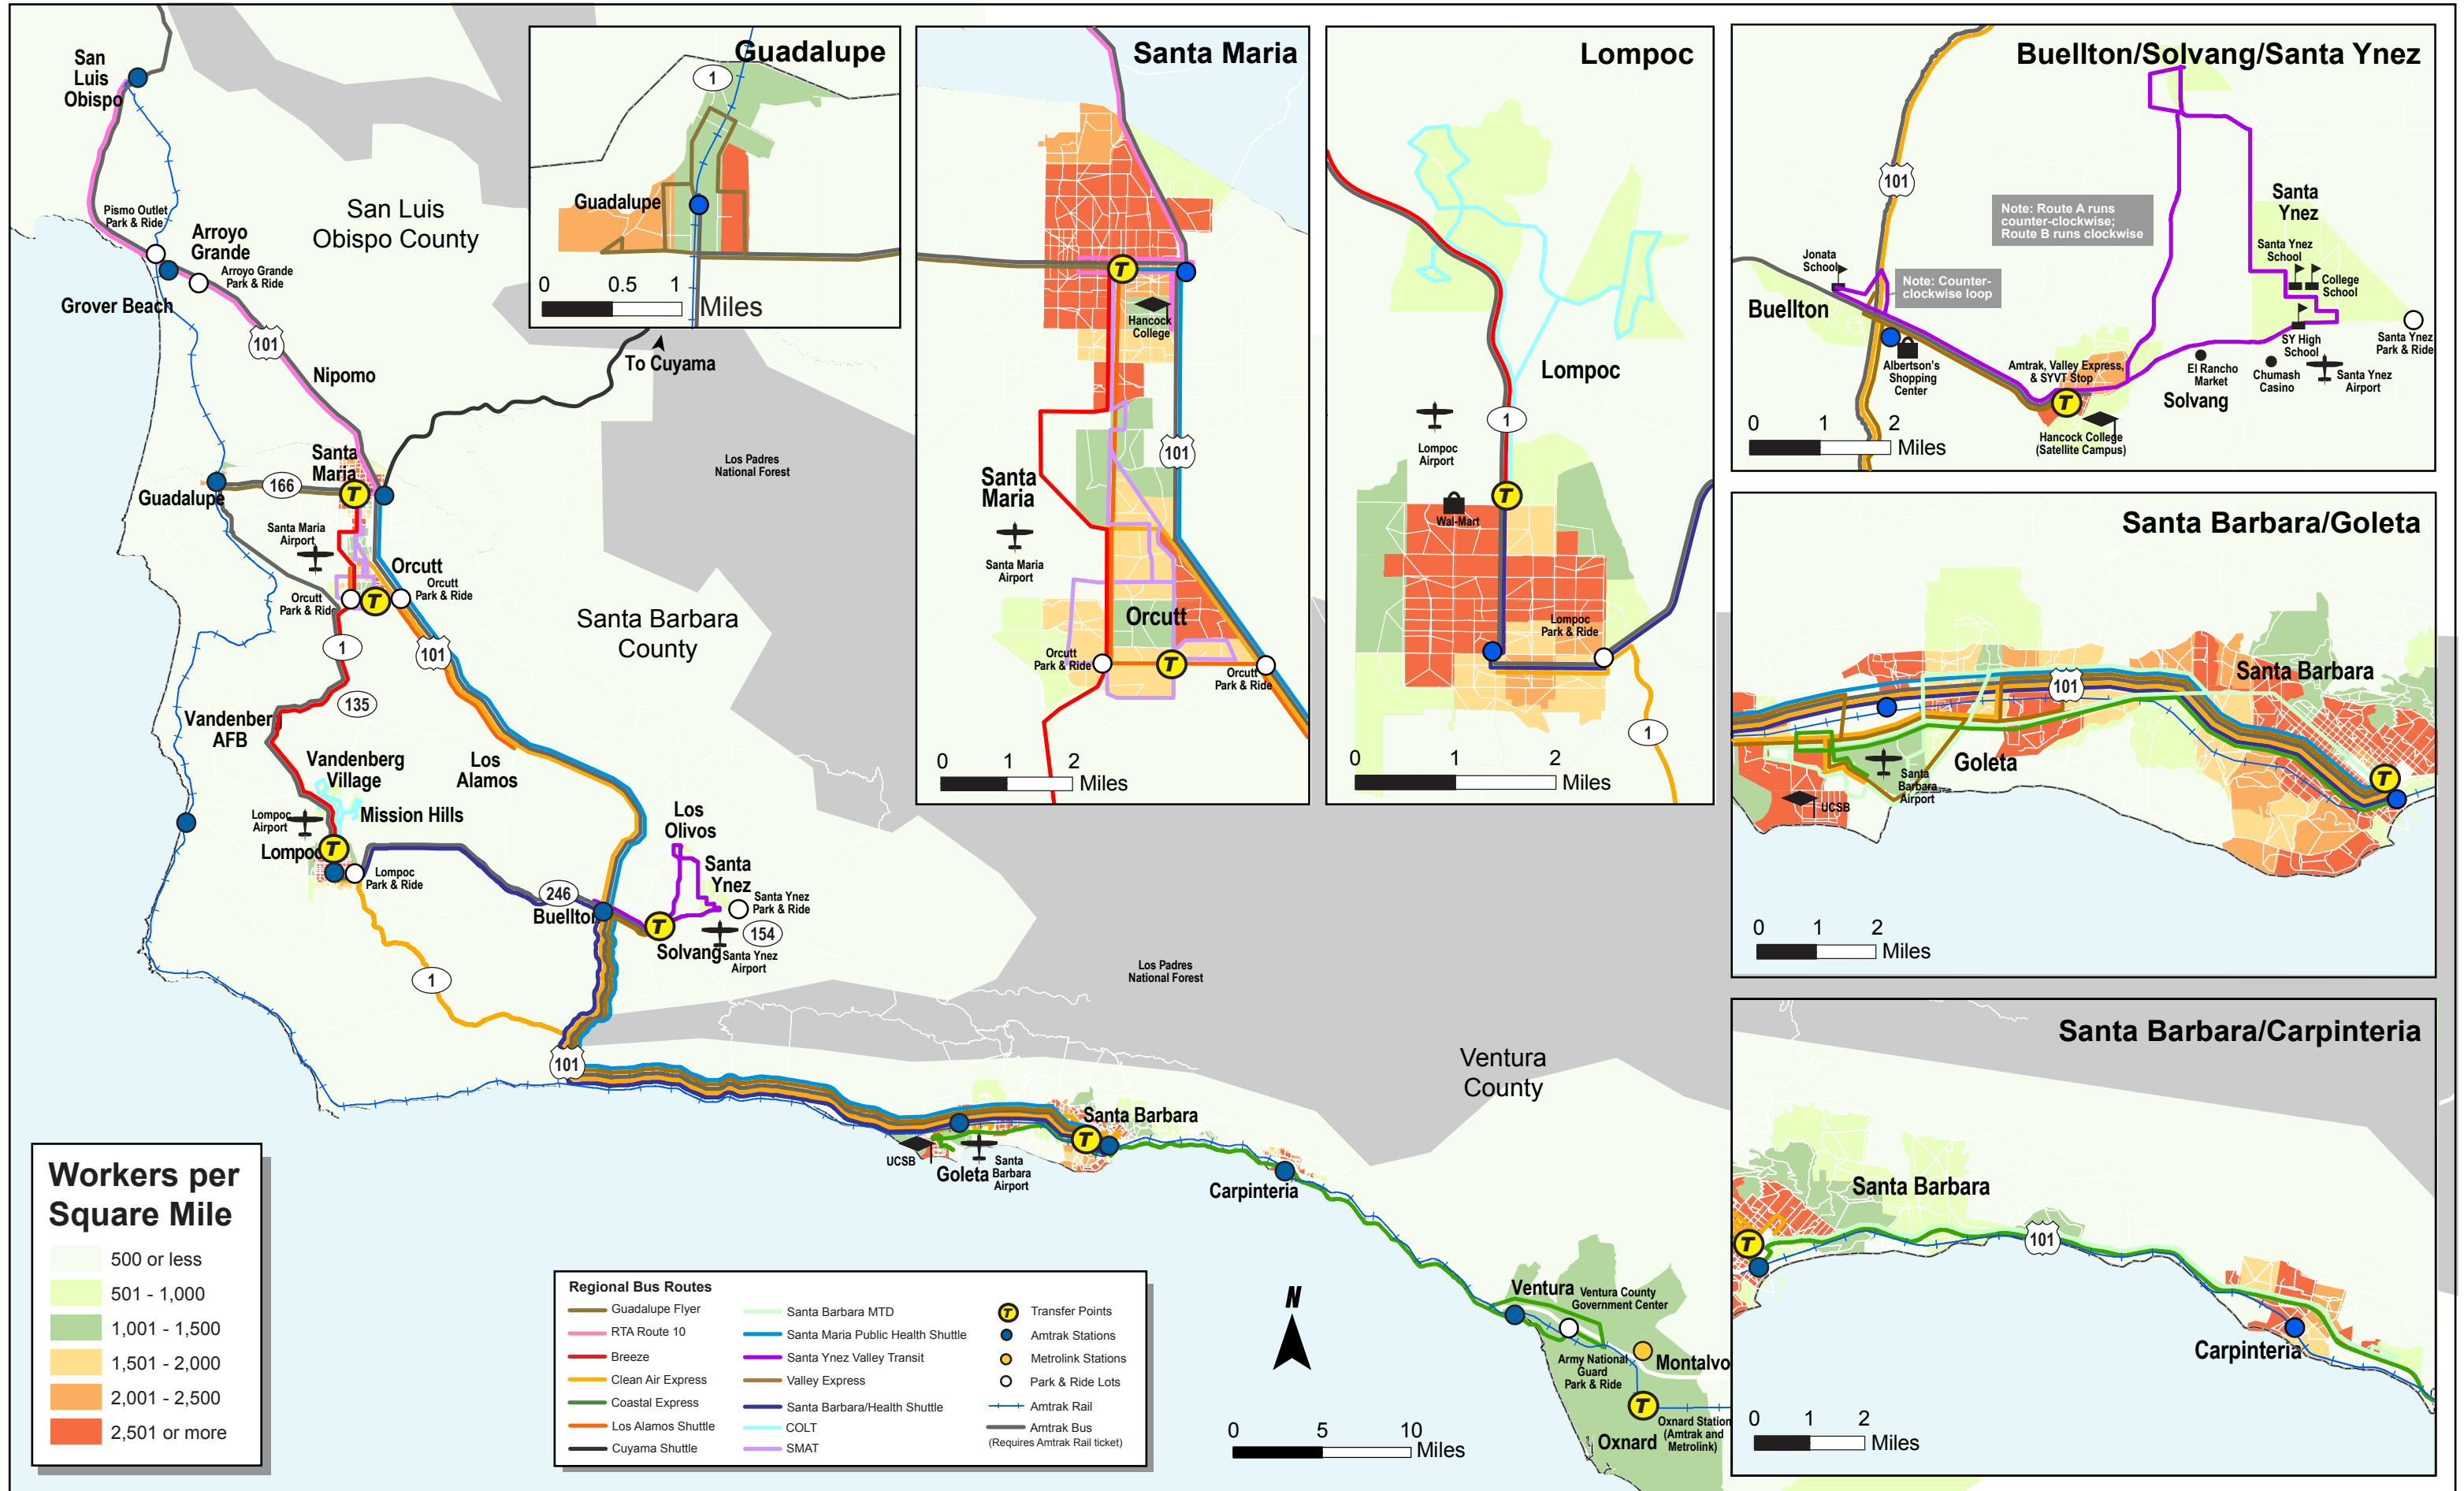 San
Luis
Obispo
Pismo Outlet
Park & Ride
Arroyo
Grande
Arroyo Grande
Park & Ride
Grover Beach
San Luis
Obispo County
101
Nipomo
To Cuyama
Santa
Maria
166
Guadalupe
Santa Maria
Airport
Orcutt
Orcutt
Park & Ride
Orcutt
Park & Ride
1
101
135
Los Padres
National Forest
Santa Barbara
County
Vandenberg
AFB
Vandenberg
Village
Los
Alamos
Mission Hills
Lompoc
Airport
Lompoc
Lompoc
Park & Ride
Los
Olivos
Santa
Ynez
Santa Ynez
Park & Ride
246
Buellton
154
Solvang
Santa Ynez
Airport
1
101
Los Padres
National Forest
Ventura
County
Santa Barbara
UCSB
Goleta
Santa
Barbara
Airport
Carpinteria
Ventura
Ventura County
Government Center
Army National
Guard
Park & Ride
Montalvo
T
Oxnard Station
(Amtrak and
Metrolink)
Oxnard
N
0 5 10
Miles
Guadalupe
1
Guadalupe
0 0.5 1
Miles
Santa Maria
T
Hancock
College
101
Santa
Maria
Santa Maria
Airport
Orcutt
Orcutt
Park & Ride
T
Orcutt
Park & Ride
0 1 2
Miles
Lompoc
Lompoc
1
Lompoc
Airport
T
Wal-Mart
Lompoc
Park & Ride
1
0 1 2
Miles
Buellton/Solvang/Santa Ynez
101
Note: Route A runs
counter-clockwise;
Route B runs clockwise
Santa
Ynez
Santa Ynez
School
College
School
Jonata
School
Note: Counter-
clockwise loop
Buellton
SY High
School
Santa Ynez
Park & Ride
Albertson's
Shopping
Center
Amtrak, Valley Express,
& SYVT Stop
El Rancho
Market
Chumash
Casino
Santa Ynez
Airport
T
Solvang
Hancock College
(Satellite Campus)
0 1 2
Miles
Santa Barbara/Goleta
Santa Barbara
101
Goleta
Santa
Barbara
Airport
UCSB
T
0 1 2
Miles
Santa Barbara/Carpinteria
Santa Barbara
T
101
Carpinteria
0 1 2
Miles
Workers per
Square Mile
500 or less
501 - 1,000
1,001 - 1,500
1,501 - 2,000
2,001 - 2,500
2,501 or more
Regional Bus Routes
Guadalupe Flyer
RTA Route 10
Breeze
Clean Air Express
Coastal Express
Los Alamos Shuttle
Cuyama Shuttle
Santa Barbara MTD
Santa Maria Public Health Shuttle
Santa Ynez Valley Transit
Valley Express
Santa Barbara/Health Shuttle
COLT
SMAT
T Transfer Points
Amtrak Stations
Metrolink Stations
Park & Ride Lots
Amtrak Rail
Amtrak Bus
(Requires Amtrak Rail ticket)
T
T
T
T
T